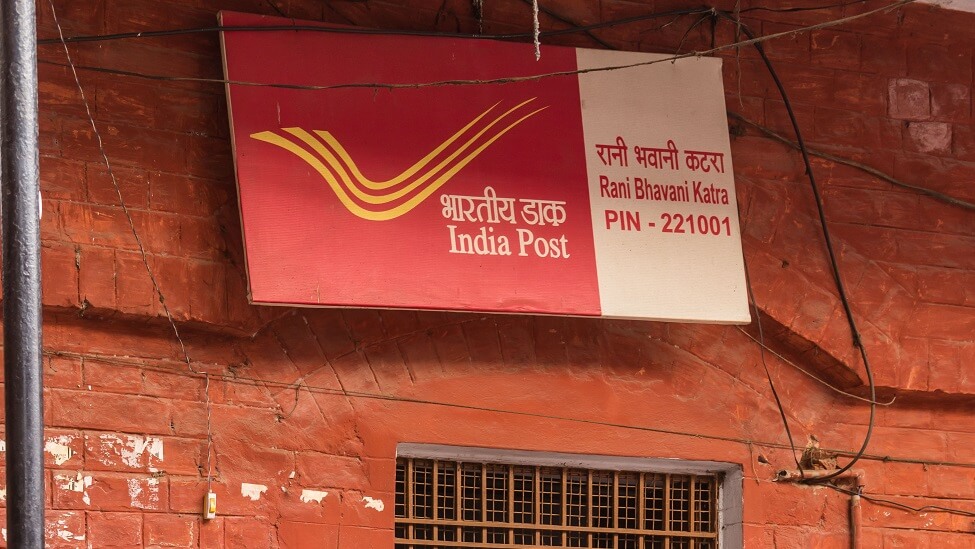 भारतीय डाक
India Post
रानी भवानी कटरा
Rani Bhavani Katra
PIN - 221001